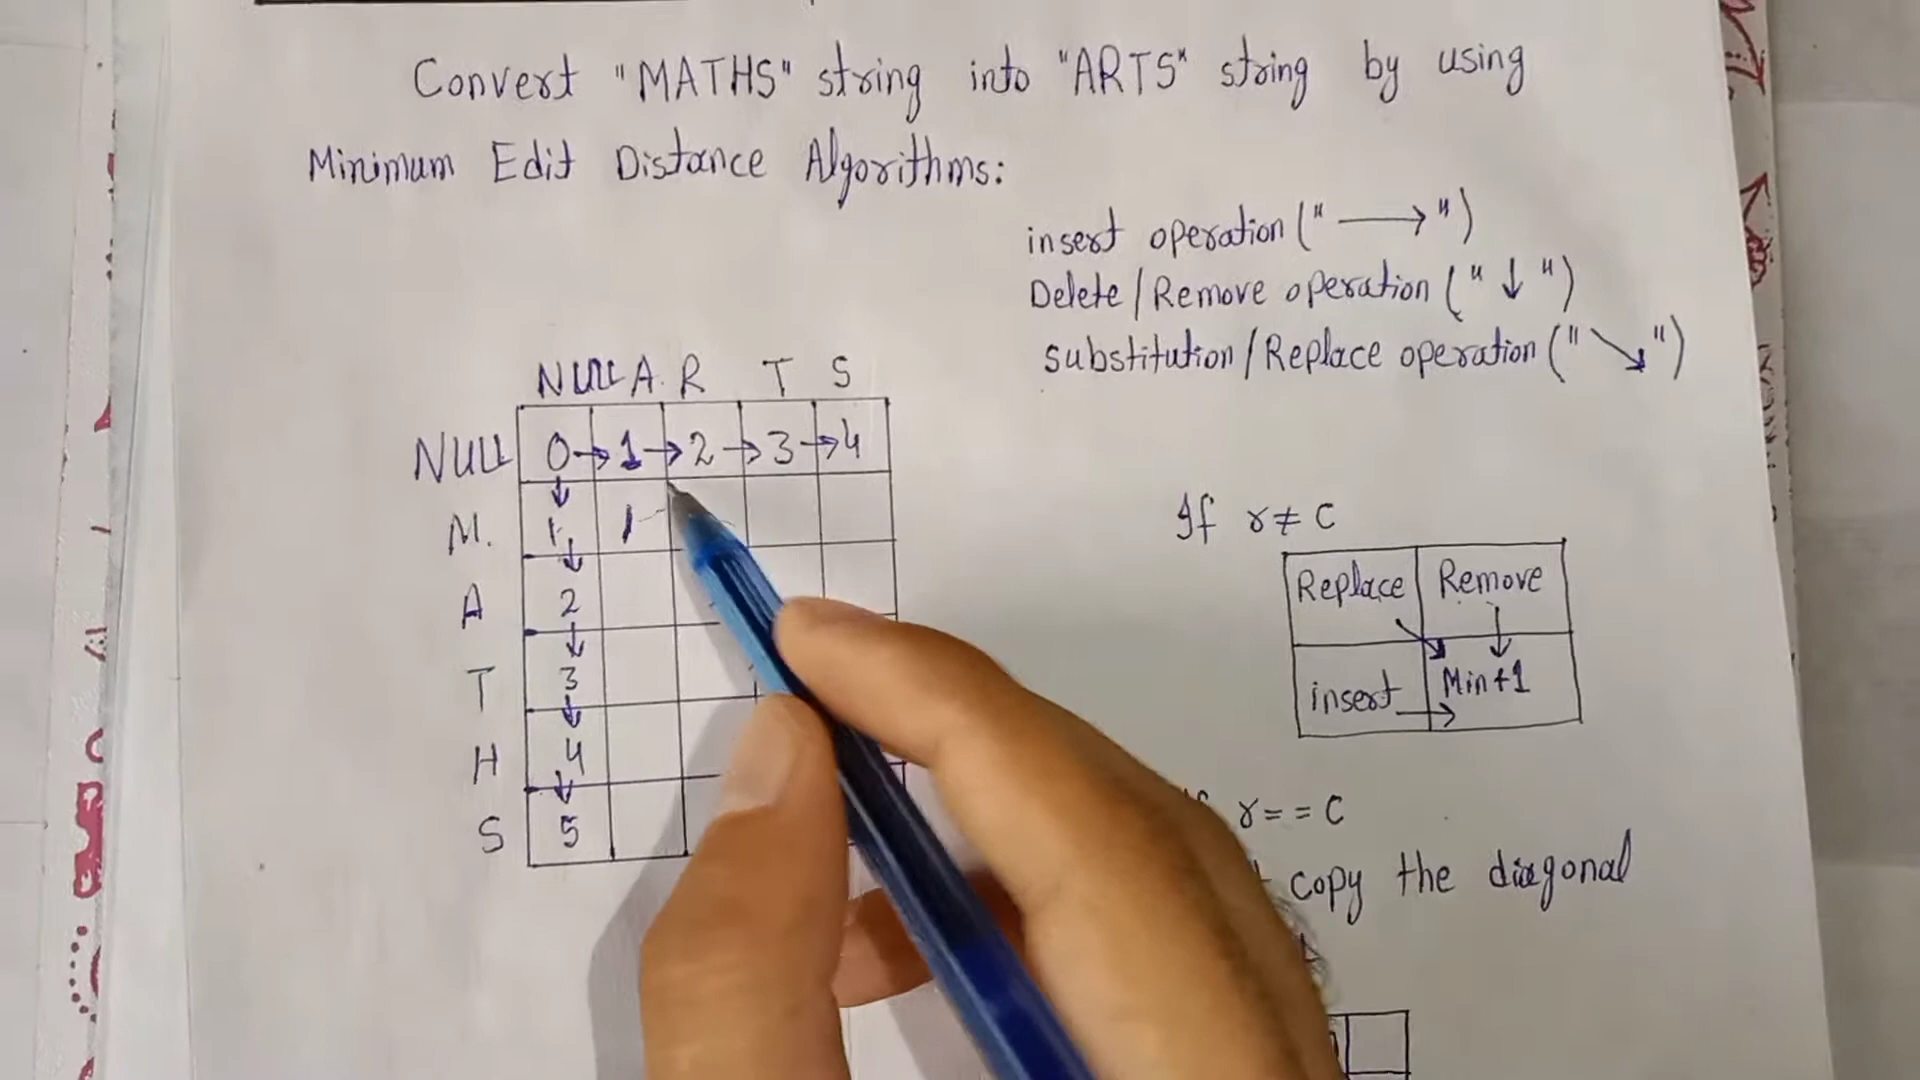 Convert "MATHS" string into "ARTS" string by using
Minimum Edit Distance Algorithms:
insert operation (" → ")
Delete/Remove operation (" ↓ ")
substitution/Replace operation (" ↘ ")
NULL A. R T S
NULL 0 → 1 → 2 → 3 → 4
↓
M. 1 1
↓
A 2
↓
T 3
↓
H 4
↓
S 5
If r ≠ c
Replace Remove
insert → Min+1
r == c
copy the diagonal